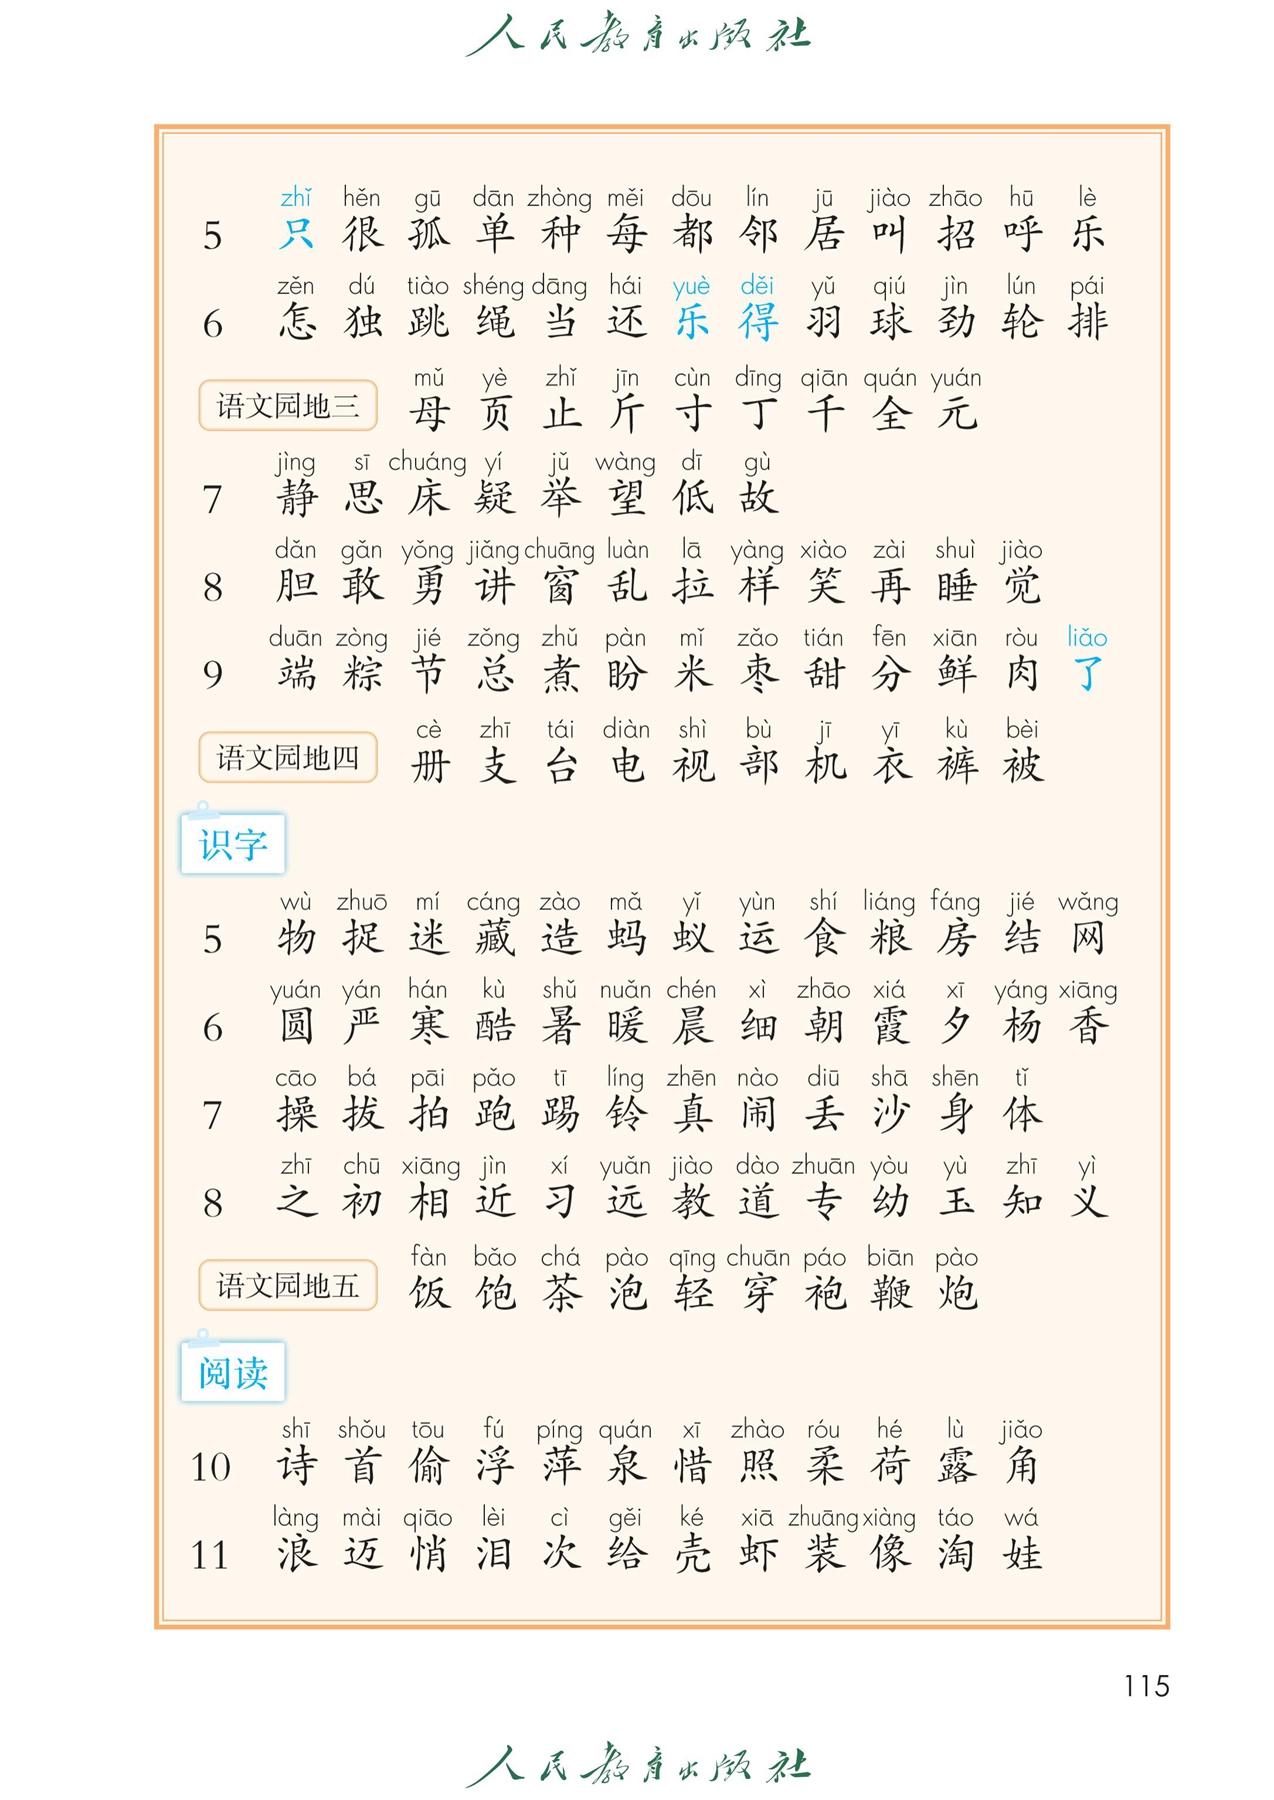 人民教育出版社
zhǐ hěn gū dān zhòng měi dōu lín jū jiào zhāo hū lè
5 只 很 孤 单 种 每 都 邻 居 叫 招 呼 乐
zěn dú tiào shéng dāng hái yuè děi yǔ qiú jìn lún pái
6 怎 独 跳 绳 当 还 乐 得 羽 球 劲 轮 排
mǔ yè zhǐ jīn cùn dīng qiān quán yuán
语文园地三 母 页 止 斤 寸 丁 千 全 元
jìng sī chuáng yí jǔ wàng dī gù
7 静 思 床 疑 举 望 低 故
dǎn gǎn yǒng jiǎng chuāng luàn lā yàng xiào zài shuì jiào
8 胆 敢 勇 讲 窗 乱 拉 样 笑 再 睡 觉
duān zòng jié zǒng zhǔ pàn mǐ zǎo tián fēn xiān ròu liǎo
9 端 粽 节 总 煮 盼 米 枣 甜 分 鲜 肉 了
cè zhī tái diàn shì bù jī yī kù bèi
语文园地四 册 支 台 电 视 部 机 衣 裤 被
识字
wù zhuō mí cáng zào mǎ yǐ yùn shí liáng fáng jié wǎng
5 物 捉 迷 藏 造 蚂 蚁 运 食 粮 房 结 网
yuán yán hán kù shǔ nuǎn chén xì zhāo xiá xī yáng xiāng
6 圆 严 寒 酷 暑 暖 晨 细 朝 霞 夕 杨 香
cāo bá pāi pǎo tī líng zhēn nào diū shā shēn tǐ
7 操 拔 拍 跑 踢 铃 真 闹 丢 沙 身 体
zhī chū xiāng jìn xí yuǎn jiào dào zhuān yòu yù zhī yì
8 之 初 相 近 习 远 教 道 专 幼 玉 知 义
fàn bǎo chá pào qīng chuān páo biān pào
语文园地五 饭 饱 茶 泡 轻 穿 袍 鞭 炮
阅读
shī shǒu tōu fú píng quán xī zhào róu hé lù jiǎo
10 诗 首 偷 浮 萍 泉 惜 照 柔 荷 露 角
làng mài qiāo lèi cì gěi ké xiā zhuāng xiàng táo wá
11 浪 迈 悄 泪 次 给 壳 虾 装 像 淘 娃
115
人民教育出版社